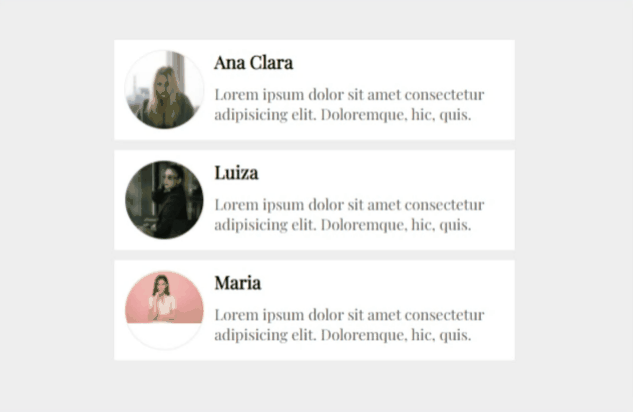 Ana Clara
Lorem ipsum dolor sit amet consectetur
adipisicing elit. Doloremque, hic, quis.
Luiza
Lorem ipsum dolor sit amet consectetur
adipisicing elit. Doloremque, hic, quis.
Maria
Lorem ipsum dolor sit amet consectetur
adipisicing elit. Doloremque, hic, quis.